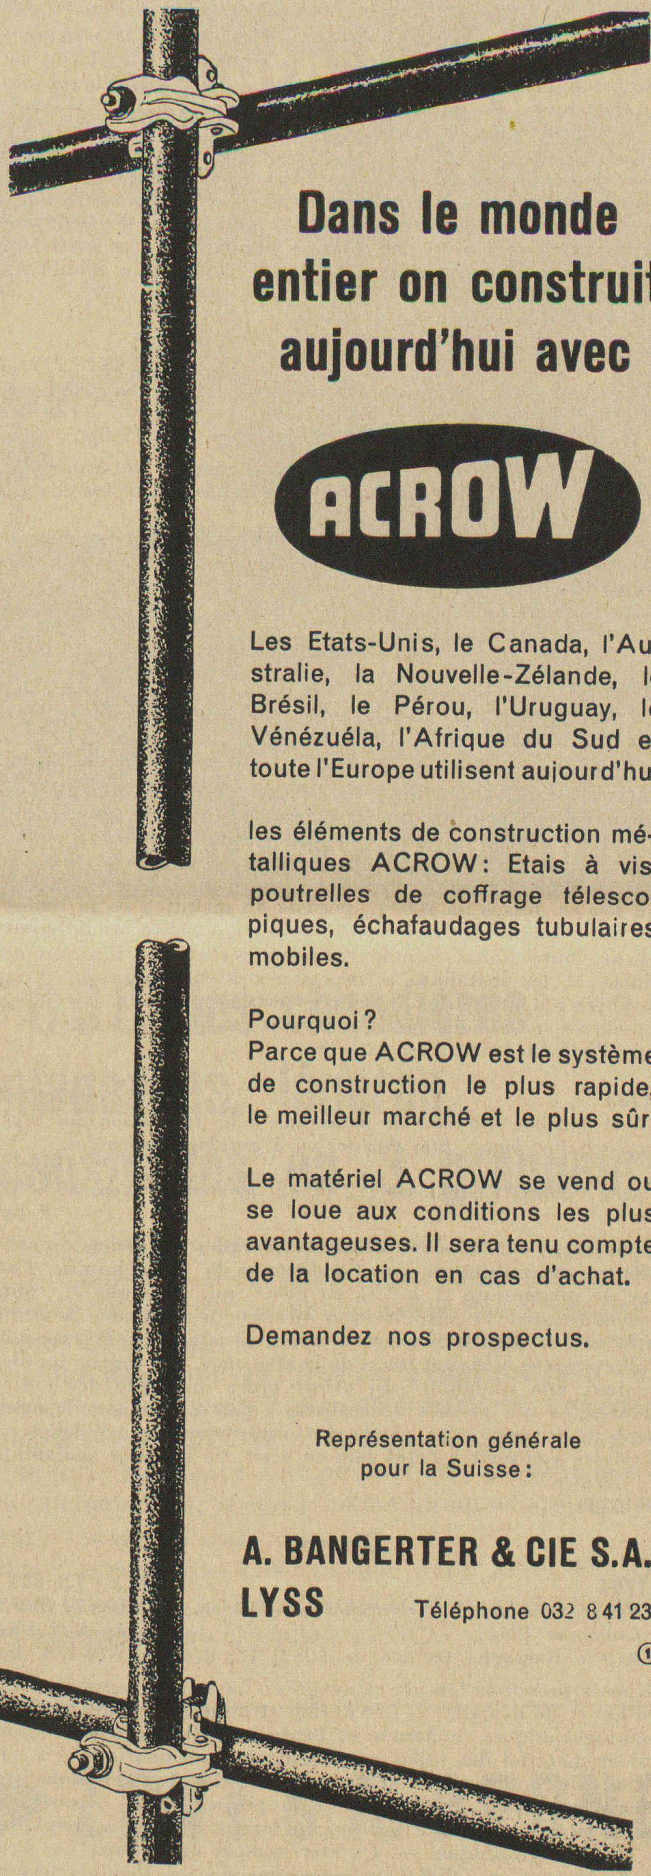 Dans le monde
entier on construit
aujourd'hui avec
ACROW
Les Etats-Unis, le Canada, l'Au
stralie, la Nouvelle-Zélande, l
Brésil, le Pérou, l'Uruguay, l
Vénézuéla, l'Afrique du Sud e
toute l'Europe utilisent aujourd'hu
les éléments de construction mé-
talliques ACROW: Etais à vis
poutrelles de coffrage télesco
piques, échafaudages tubulaires
mobiles.
Pourquoi?
Parce que ACROW est le système
de construction le plus rapide,
le meilleur marché et le plus sûr
Le matériel ACROW se vend ou
se loue aux conditions les plus
avantageuses. Il sera tenu compte
de la location en cas d'achat.
Demandez nos prospectus.
Représentation générale
pour la Suisse:
A. BANGERTER & CIE S.A.
LYSS Téléphone 032 8 41 23
1